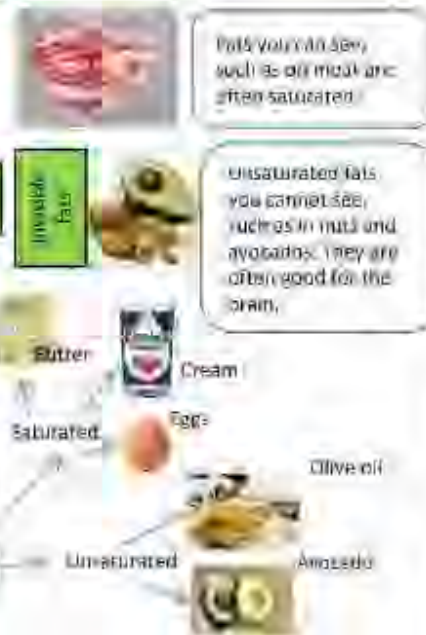 Fats you can see,
such as on meat are
often saturated.
Invisible
fats
Unsaturated fats
you cannot see,
such as in nuts and
avocados. They are
often good for the
brain.
Butter
Cream
Saturated
Eggs
Olive oil
Unsaturated
Avocado